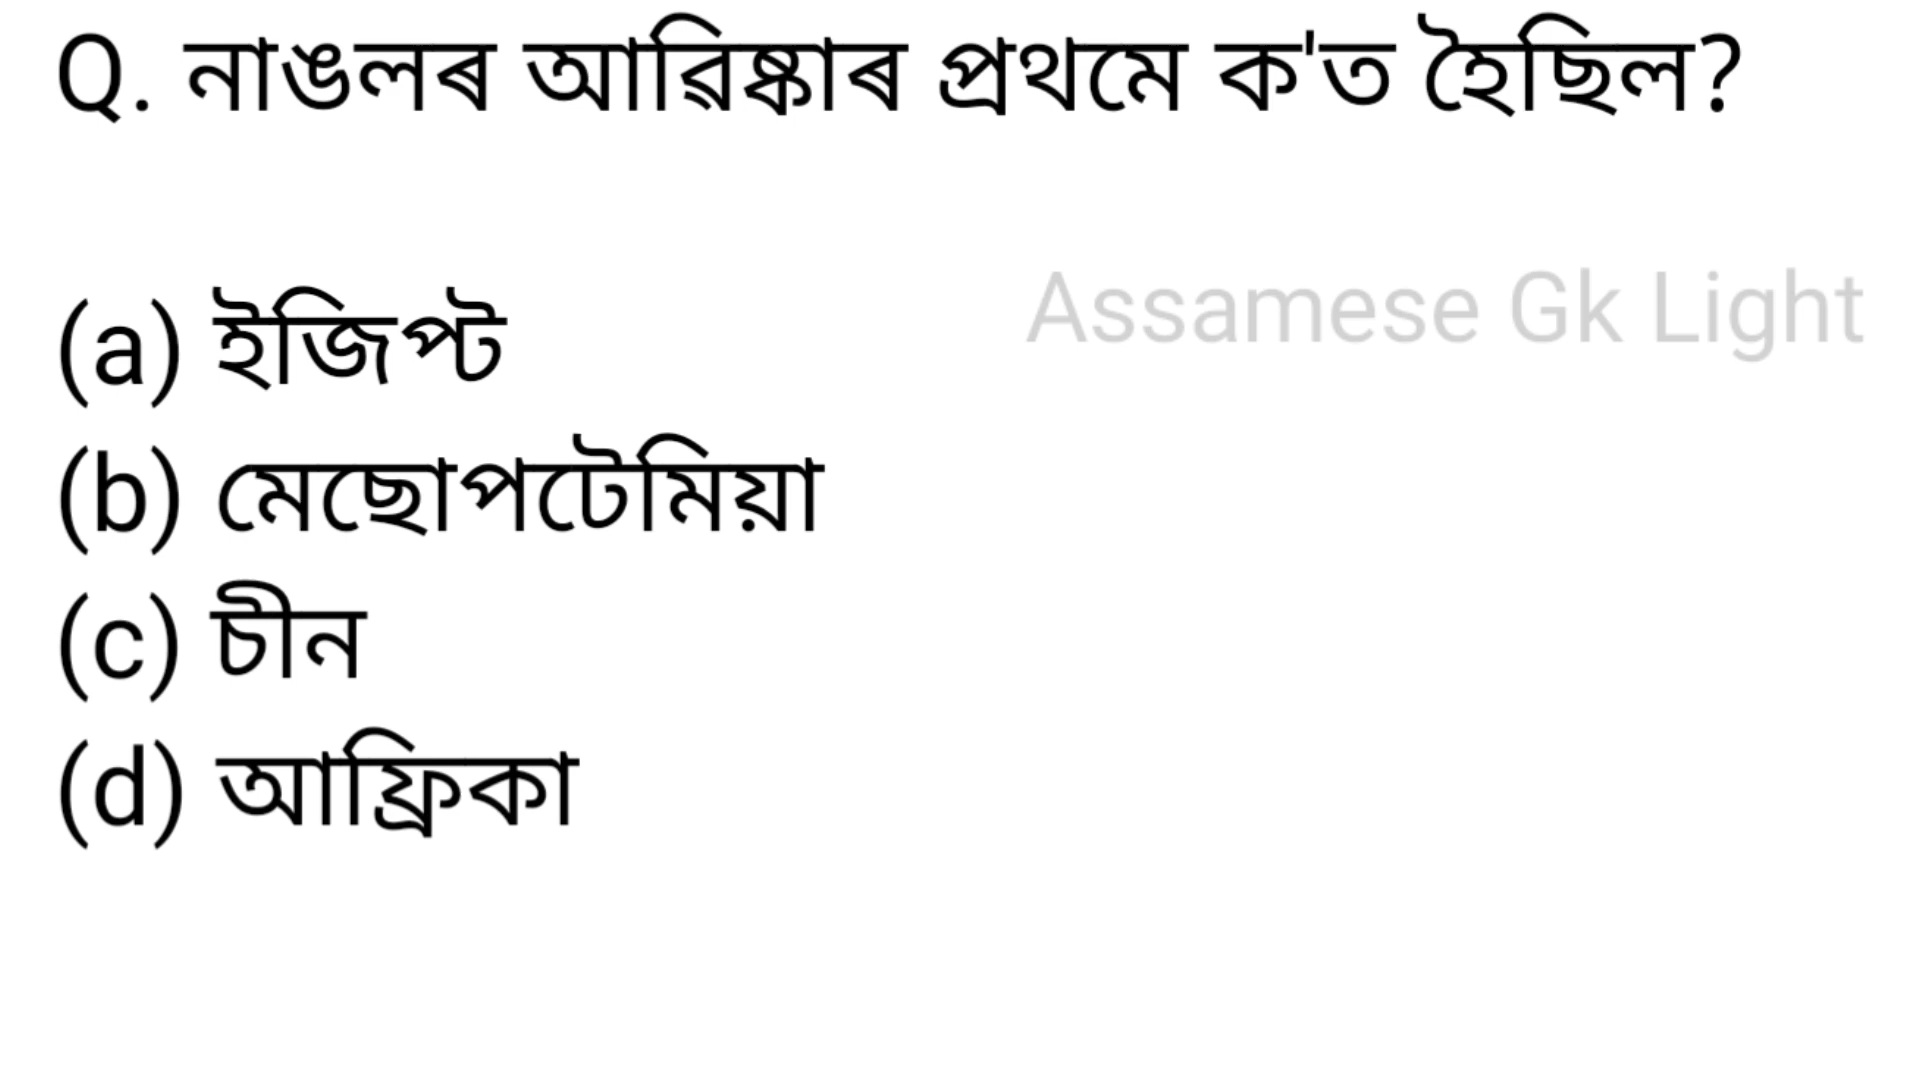 Q. নাঙলৰ আৱিষ্কাৰ প্ৰথমে ক'ত হৈছিল?
Assamese Gk Light
(a) ইজিপ্ট
(b) মেছোপটেমিয়া
(c) চীন
(d) আফ্ৰিকা